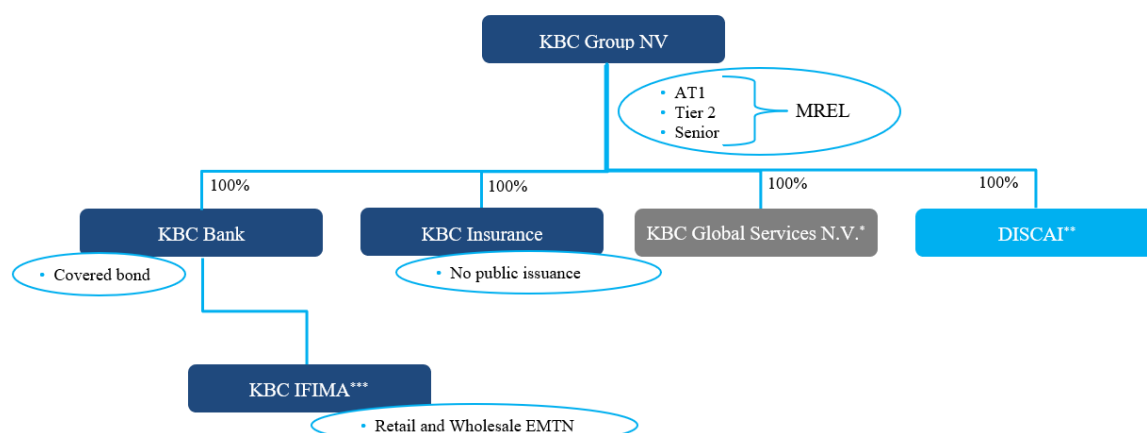 KBC Group NV
• AT1
• Tier 2
• Senior
MREL
100%
100%
100%
100%
KBC Bank
KBC Insurance
KBC Global Services N.V.*
DISCAI**
• Covered bond
• No public issuance
KBC IFIMA***
• Retail and Wholesale EMTN